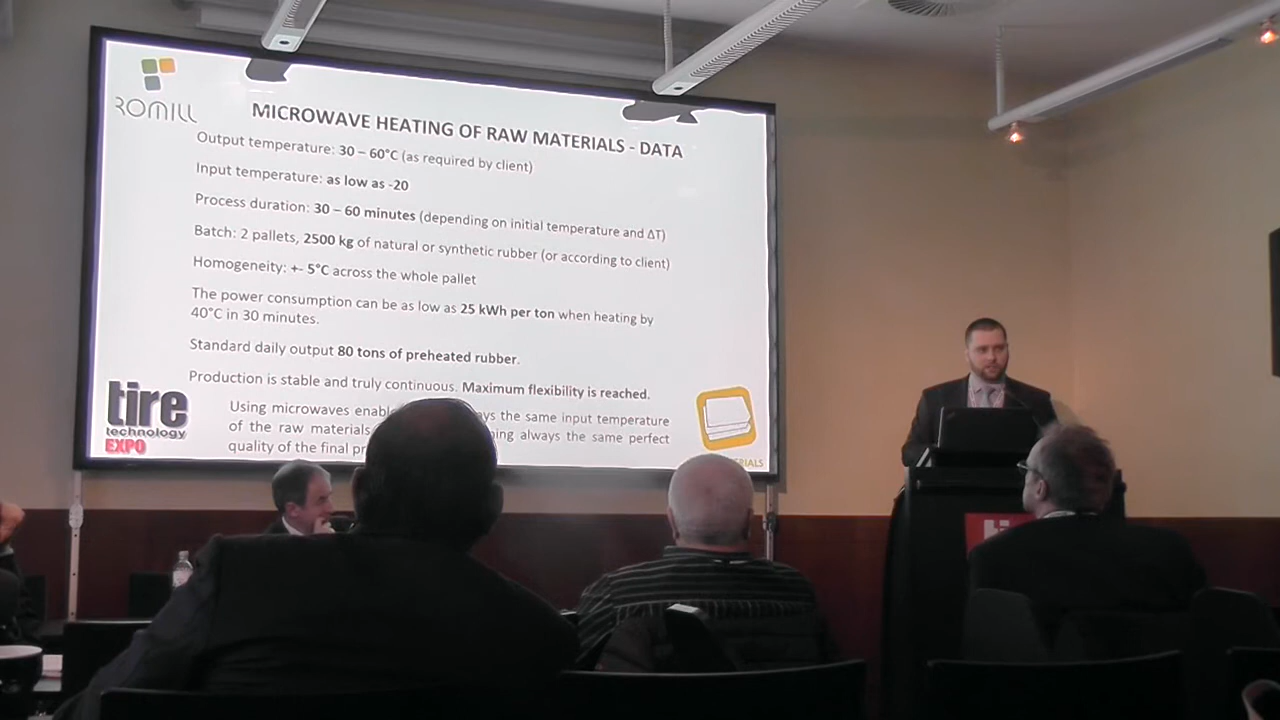 ROMILL
MICROWAVE HEATING OF RAW MATERIALS - DATA
Output temperature: 30 – 60°C (as required by client)
Input temperature: as low as -20
Process duration: 30 – 60 minutes (depending on initial temperature and ΔT)
Batch: 2 pallets, 2500 kg of natural or synthetic rubber (or according to client)
Homogeneity: +- 5°C across the whole pallet
The power consumption can be as low as 25 kWh per ton when heating by
40°C in 30 minutes.
Standard daily output 80 tons of preheated rubber.
Production is stable and truly continuous. Maximum flexibility is reached.
Using microwaves the same input temperature
of the raw materials always the same perfect
quality of the final
tire
technology
EXPO